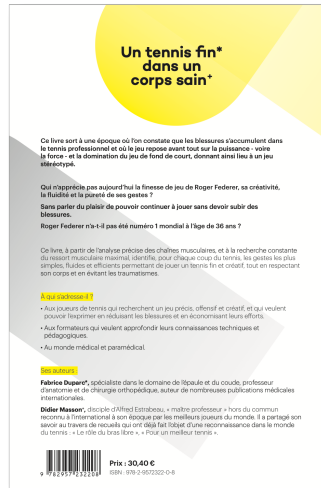 Un tennis fin*
dans un
corps sain⁺
Ce livre sort à une époque où l'on constate que les blessures s'accumulent dans
le tennis professionnel et où le jeu repose avant tout sur la puissance - voire
la force - et la domination du jeu de fond de court, donnant ainsi lieu à un jeu
stéréotypé.
Qui n'apprécie pas aujourd'hui la finesse de jeu de Roger Federer, sa créativité,
la fluidité et la pureté de ses gestes ?
Sans parler du plaisir de pouvoir continuer à jouer sans devoir subir des
blessures.
Roger Federer n'a-t-il pas été numéro 1 mondial à l'âge de 36 ans ?
Ce livre, à partir de l'analyse précise des chaînes musculaires, et à la recherche constante
du ressort musculaire maximal, identifie, pour chaque coup du tennis, les gestes les plus
simples, fluides et efficients permettant de jouer un tennis fin et créatif, tout en respectant
son corps et en évitant les traumatismes.
À qui s'adresse-il ?
• Aux joueurs de tennis qui recherchent un jeu précis, offensif et créatif, et qui veulent
pouvoir l'exprimer en réduisant les blessures et en économisant leurs efforts.
• Aux formateurs qui veulent approfondir leurs connaissances techniques et
pédagogiques.
• Au monde médical et paramédical.
Ses auteurs :
Fabrice Duparc⁺, spécialiste dans le domaine de l'épaule et du coude, professeur
d'anatomie et de chirurgie orthopédique, auteur de nombreuses publications médicales
internationales.
Didier Masson*, disciple d'Alfred Estrabeau, « maître professeur » hors du commun
reconnu à l'international à son époque par les meilleurs joueurs du monde. Il a partagé son
savoir au travers de recueils qui ont déjà fait l'objet d'une reconnaissance dans le monde
du tennis : « Le rôle du bras libre », « Pour un meilleur tennis ».
Prix : 30,40 €
ISBN : 978-2-9572322-0-8
9 782957 232208